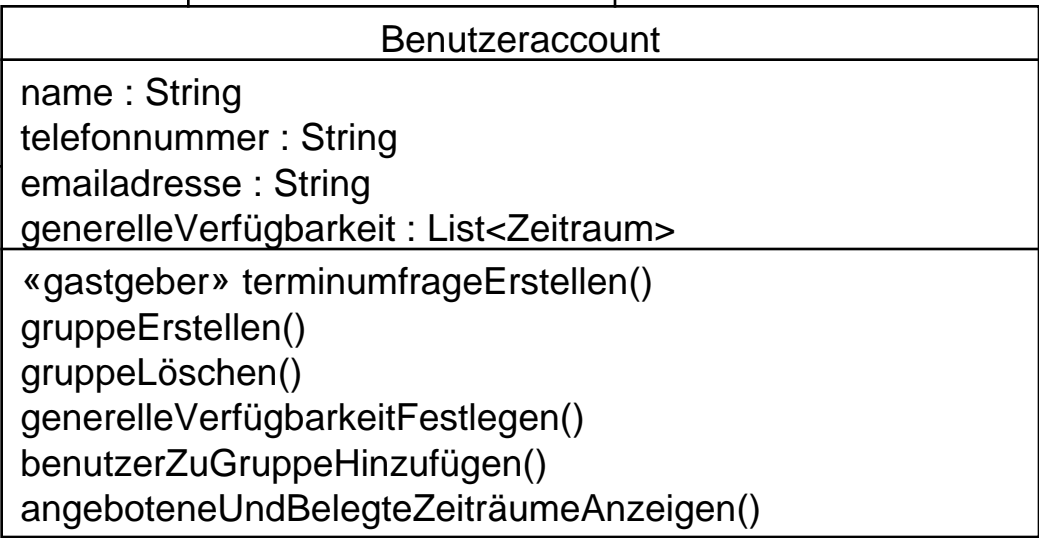 Benutzeraccount
name : String
telefonnummer : String
emailadresse : String
generelleVerfügbarkeit : List<Zeitraum>
«gastgeber» terminumfrageErstellen()
gruppeErstellen()
gruppeLöschen()
generelleVerfügbarkeitFestlegen()
benutzerZuGruppeHinzufügen()
angeboteneUndBelegteZeiträumeAnzeigen()